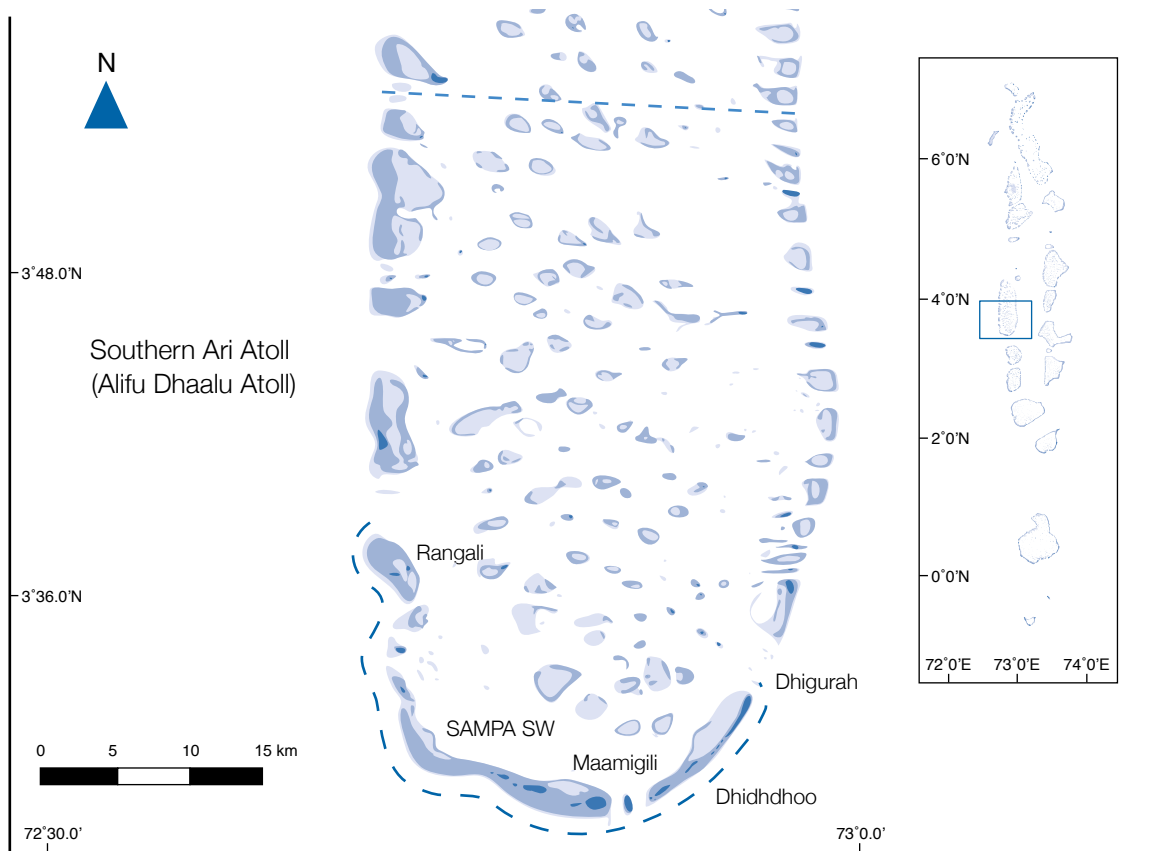 N
3˚48.0’N
Southern Ari Atoll
(Alifu Dhaalu Atoll)
Rangali
3˚36.0’N
Dhigurah
SAMPA SW
Maamigili
Dhidhdhoo
0 5 10 15 km
72˚30.0’ 73˚0.0’
6˚0’N
4˚0’N
2˚0’N
0˚0’N
72˚0’E 73˚0’E 74˚0’E